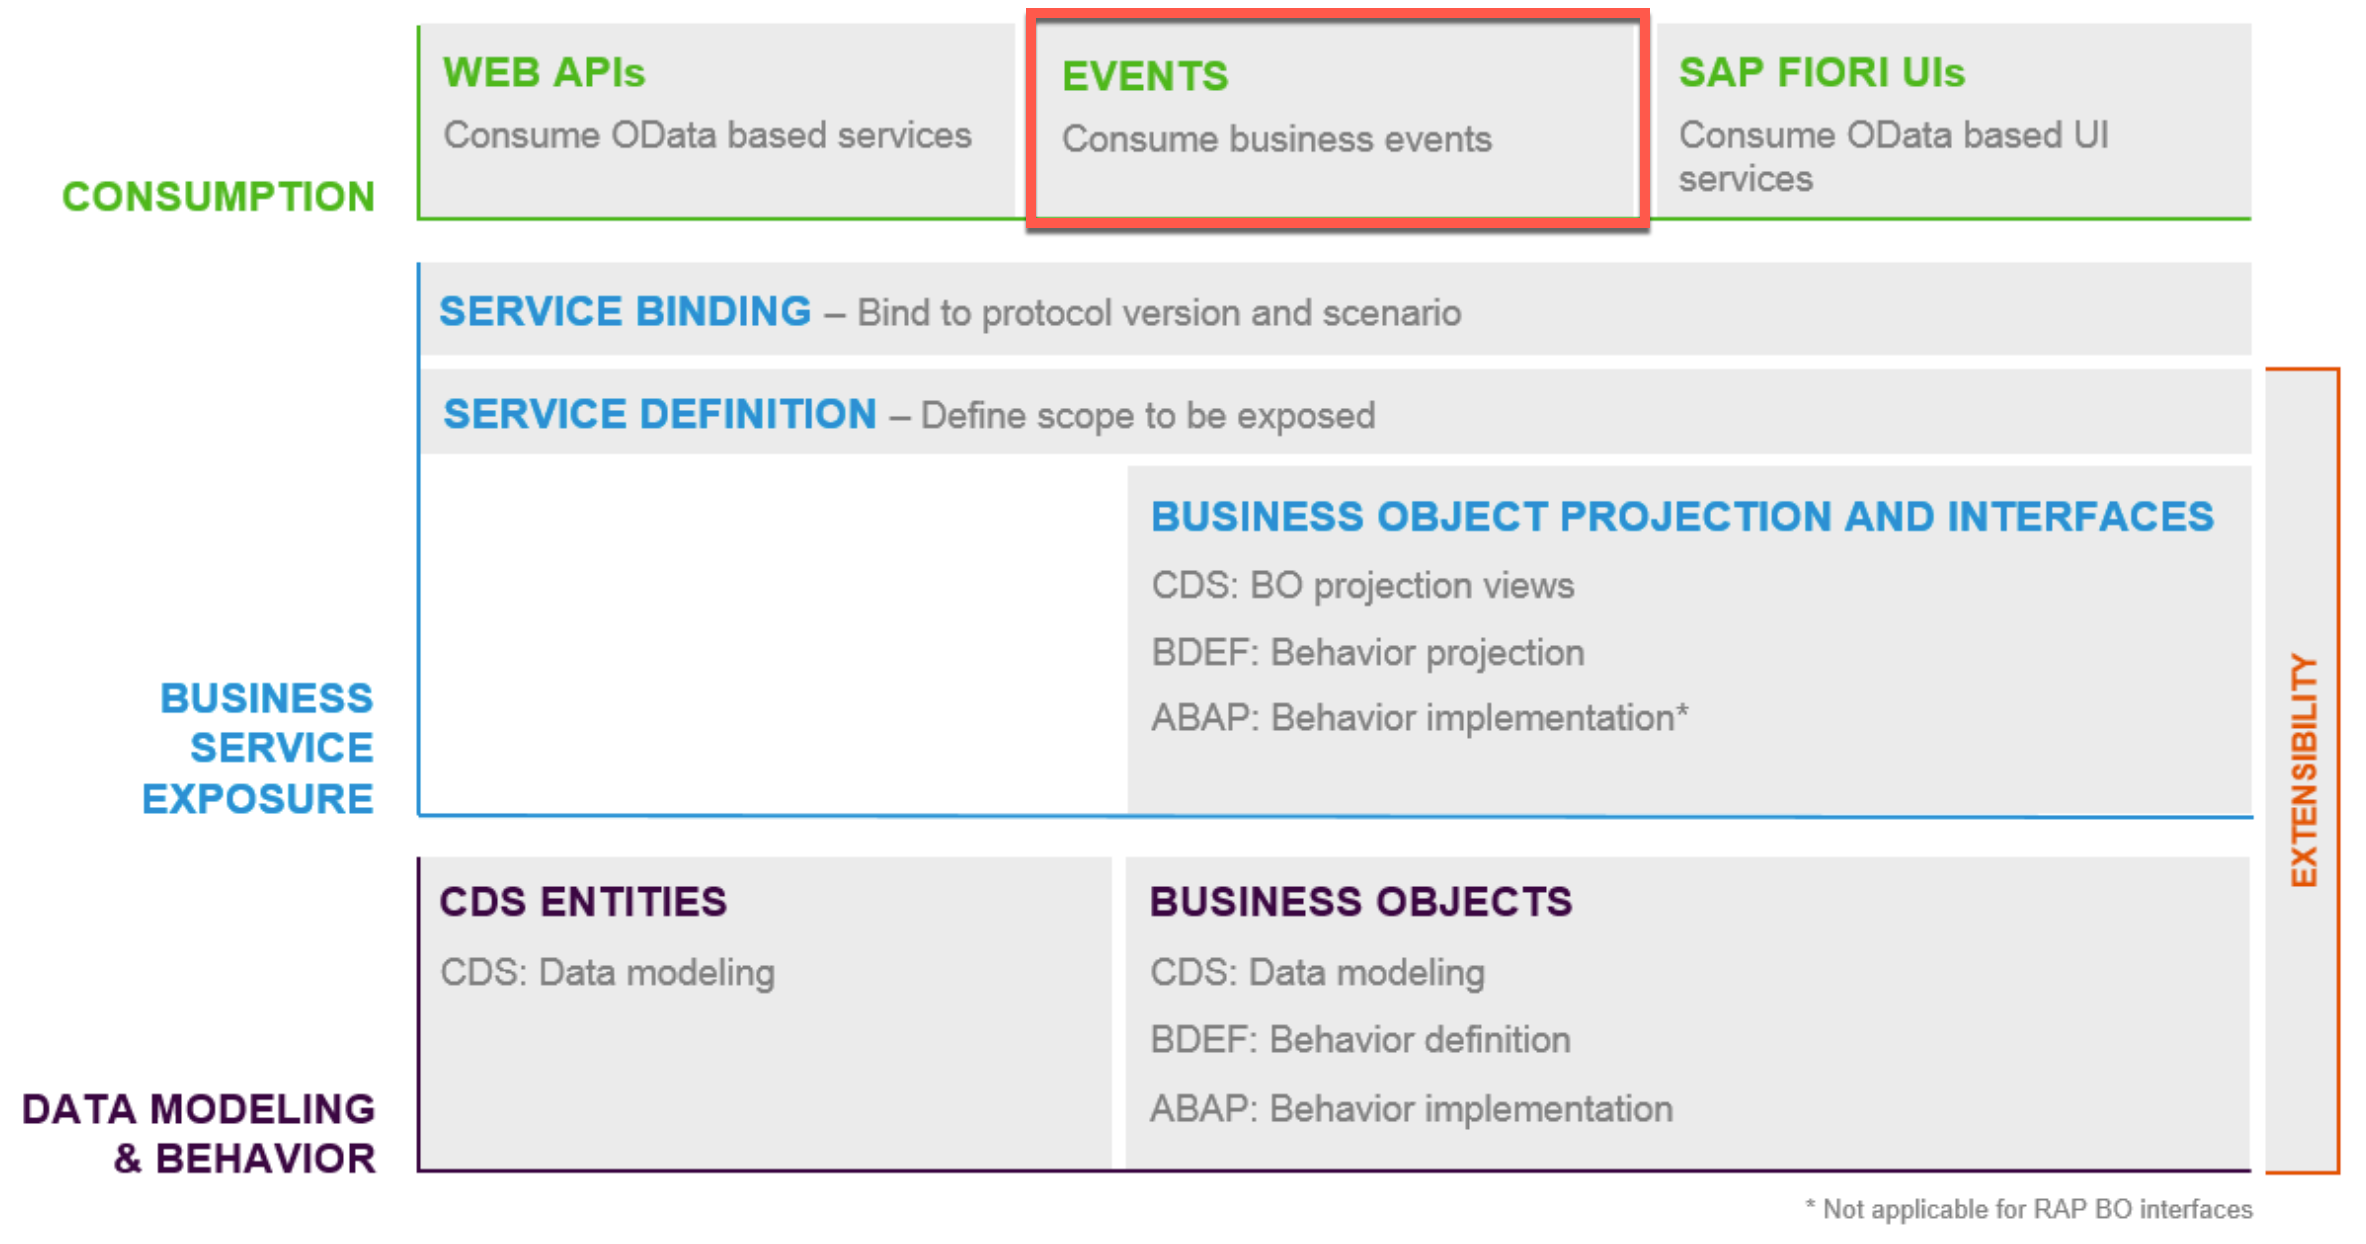 WEB APIs
Consume OData based services
EVENTS
Consume business events
SAP FIORI UIs
Consume OData based UI
services
CONSUMPTION
SERVICE BINDING – Bind to protocol version and scenario
SERVICE DEFINITION – Define scope to be exposed
BUSINESS OBJECT PROJECTION AND INTERFACES
CDS: BO projection views
BDEF: Behavior projection
ABAP: Behavior implementation*
BUSINESS
SERVICE
EXPOSURE
EXTENSIBILITY
CDS ENTITIES
CDS: Data modeling
BUSINESS OBJECTS
CDS: Data modeling
BDEF: Behavior definition
ABAP: Behavior implementation
DATA MODELING
& BEHAVIOR
* Not applicable for RAP BO interfaces